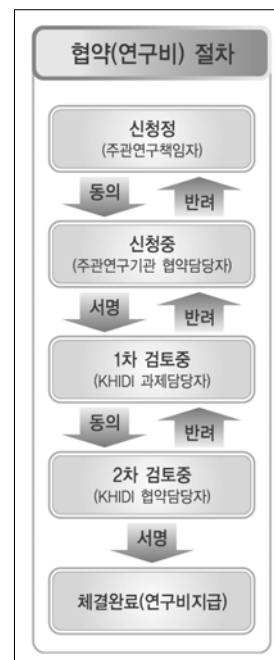 협약(연구비) 절차
신청정
(주관연구책임자)
동의
반려
신청중
(주관연구기관 협약담당자)
서명
반려
1차 검토중
(KHIDI 과제담당자)
동의
반려
2차 검토중
(KHIDI 협약담당자)
서명
체결완료(연구비지급)